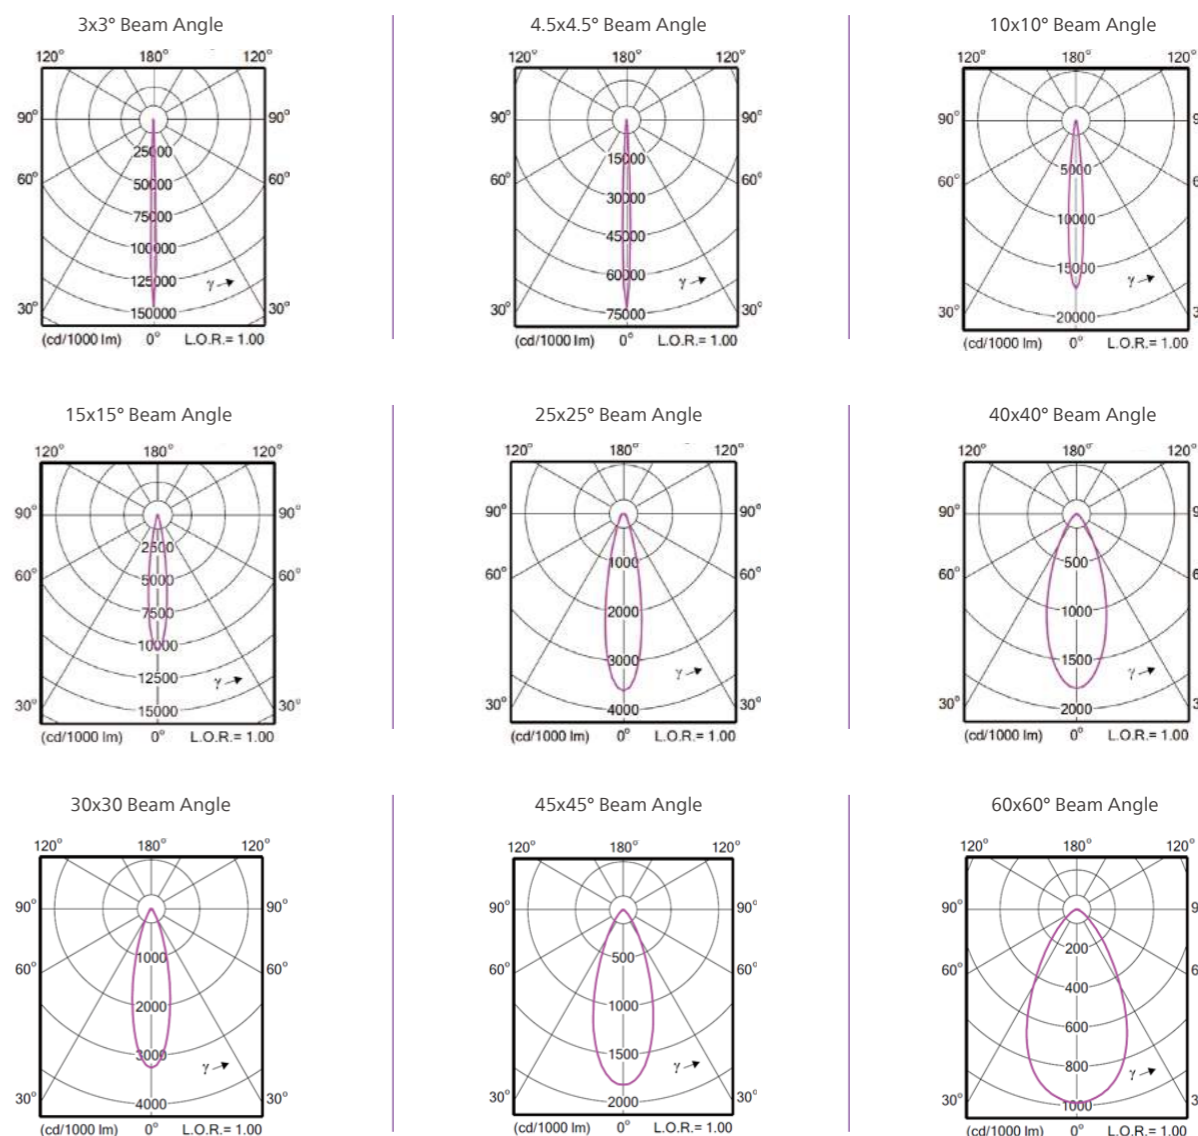 3x3° Beam Angle
120° 180° 120°
90° 90°
25000
60° 50000 60°
75000
100000
125000 γ
30° 150000 30°
(cd/1000 lm) 0° L.O.R.= 1.00
4.5x4.5° Beam Angle
120° 180° 120°
90° 90°
15000
60° 60°
30000
45000
60000 γ
30° 75000 30°
(cd/1000 lm) 0° L.O.R.= 1.00
10x10° Beam Angle
120° 180° 120°
90° 9
5000
60° 6
10000
15000 γ
30° 20000 3
(cd/1000 lm) 0° L.O.R.= 1.00
15x15° Beam Angle
120° 180° 120°
90° 90°
2500
60° 5000 60°
7500
10000
12500 γ
30° 15000 30°
(cd/1000 lm) 0° L.O.R.= 1.00
25x25° Beam Angle
120° 180° 120°
90° 90°
1000
60° 60°
2000
3000 γ
30° 4000 30°
(cd/1000 lm) 0° L.O.R.= 1.00
40x40° Beam Angle
120° 180° 120°
90° 9
500
60° 6
1000
1500 γ
30° 2000 3
(cd/1000 lm) 0° L.O.R.= 1.00
30x30 Beam Angle
120° 180° 120°
90° 90°
1000
60° 60°
2000
3000 γ
30° 4000 30°
(cd/1000 lm) 0° L.O.R.= 1.00
45x45° Beam Angle
120° 180° 120°
90° 90°
500
60° 60°
1000
1500 γ
30° 2000 30°
(cd/1000 lm) 0° L.O.R.= 1.00
60x60° Beam Angle
120° 180° 120°
90° 9
200
60° 6
400
600
800 γ
30° 1000 3
(cd/1000 lm) 0° L.O.R.= 1.00